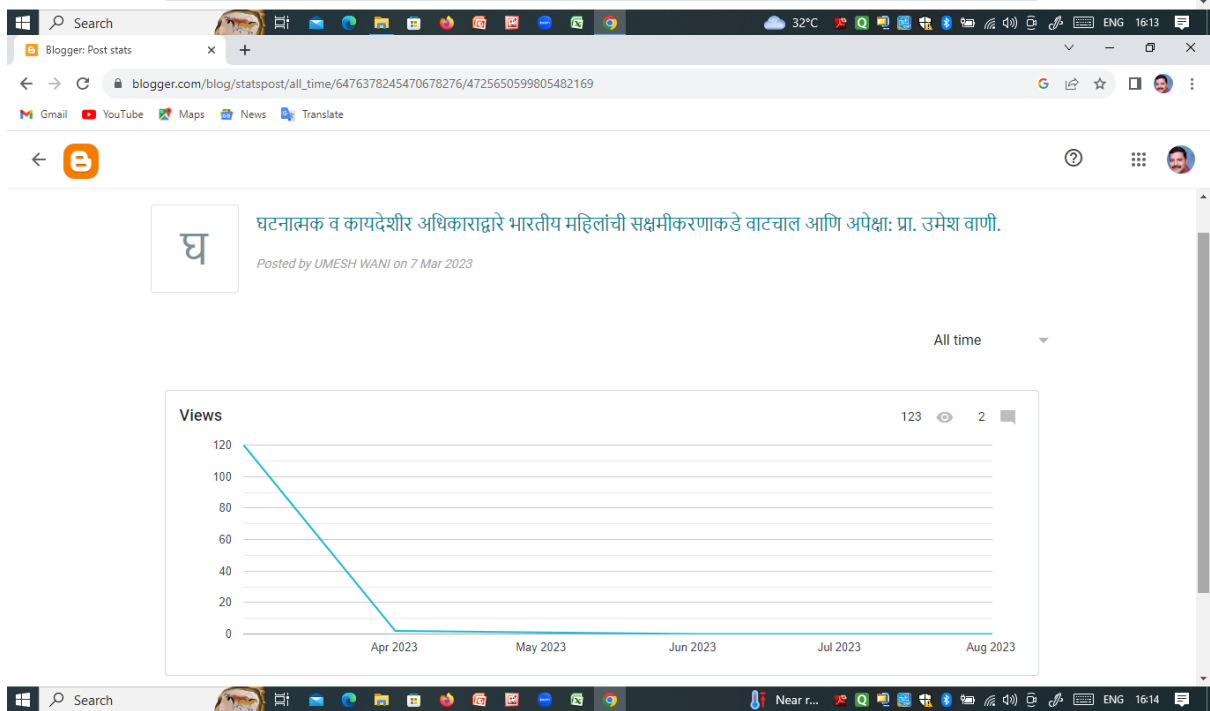 Search
32°C
ENG 16:13
Blogger: Post stats
blogger.com/blog/statspost/all_time/6476378245470678276/4725650599805482169
Gmail YouTube Maps News Translate
घ
घटनात्मक व कायदेशीर अधिकाराद्वारे भारतीय महिलांची सक्षमीकरणाकडे वाटचाल आणि अपेक्षा: प्रा. उमेश वाणी.
Posted by UMESH WANI on 7 Mar 2023
All time
Views
123 2
120
100
80
60
40
20
0
Apr 2023 May 2023 Jun 2023 Jul 2023 Aug 2023
Search
Near r...
ENG 16:14